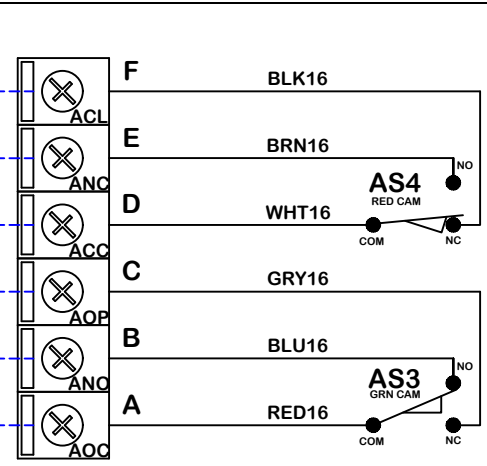 F
BLK16
ACL
E
BRN16
NO
ANC
AS4
RED CAM
D
WHT16
ACC
COM
NC
C
GRY16
AOP
B
BLU16
NO
ANO
AS3
GRN CAM
A
RED16
AOC
COM
NC